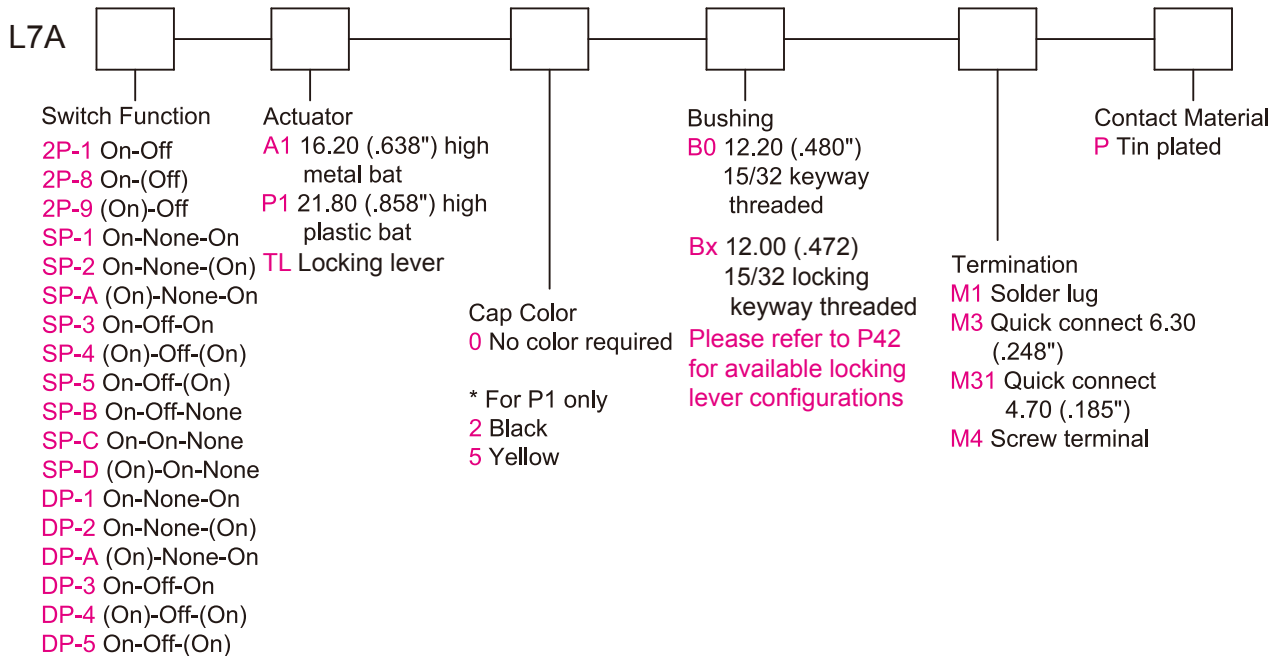 L7A
Switch Function
2P-1 On-Off
2P-8 On-(Off)
2P-9 (On)-Off
SP-1 On-None-On
SP-2 On-None-(On)
SP-A (On)-None-On
SP-3 On-Off-On
SP-4 (On)-Off-(On)
SP-5 On-Off-(On)
SP-B On-Off-None
SP-C On-On-None
SP-D (On)-On-None
DP-1 On-None-On
DP-2 On-None-(On)
DP-A (On)-None-On
DP-3 On-Off-On
DP-4 (On)-Off-(On)
DP-5 On-Off-(On)
Actuator
A1 16.20 (.638") high
metal bat
P1 21.80 (.858") high
plastic bat
TL Locking lever
Cap Color
0 No color required
* For P1 only
2 Black
5 Yellow
Bushing
B0 12.20 (.480")
15/32 keyway
threaded
Bx 12.00 (.472)
15/32 locking
keyway threaded
Please refer to P42
for available locking
lever configurations
Termination
M1 Solder lug
M3 Quick connect 6.30
(.248")
M31 Quick connect
4.70 (.185")
M4 Screw terminal
Contact Material
P Tin plated